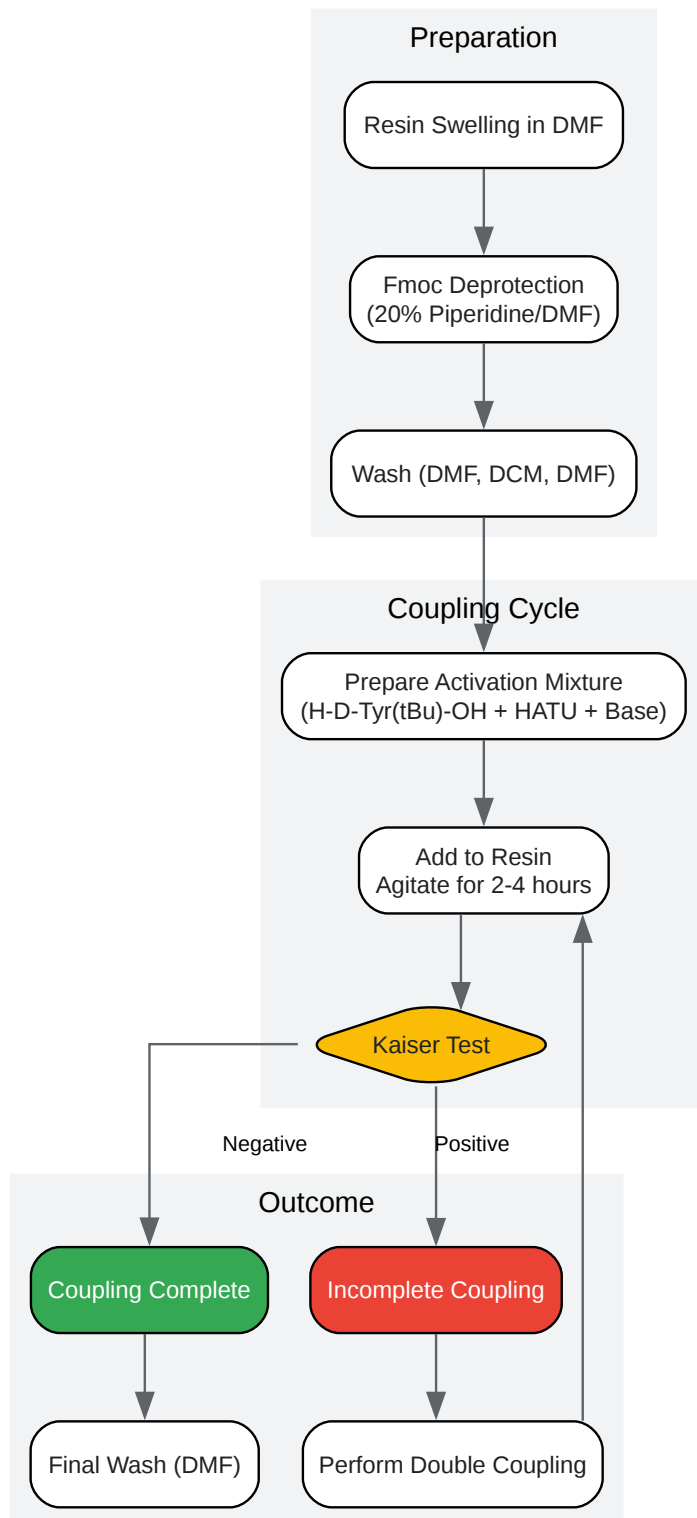 Preparation
Resin Swelling in DMF
Fmoc Deprotection
(20% Piperidine/DMF)
Wash (DMF, DCM, DMF)
Coupling Cycle
Prepare Activation Mixture
(H-D-Tyr(tBu)-OH + HATU + Base)
Add to Resin
Agitate for 2-4 hours
Kaiser Test
Negative
Positive
Outcome
Coupling Complete
Incomplete Coupling
Final Wash (DMF)
Perform Double Coupling